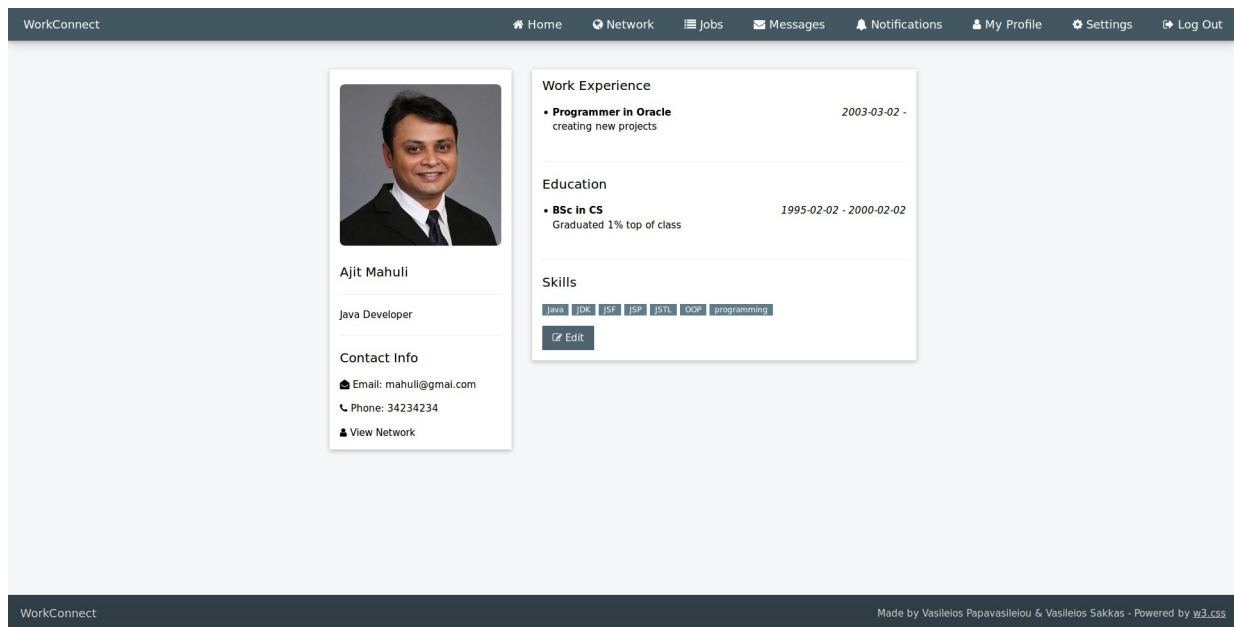 WorkConnect Home Network Jobs Messages Notifications My Profile Settings Log Out
Ajit Mahuli
Java Developer
Contact Info
Email: mahuli@gmai.com
Phone: 34234234
View Network
Work Experience
• Programmer in Oracle 2003-03-02 -
creating new projects
Education
• BSc in CS 1995-02-02 - 2000-02-02
Graduated 1% top of class
Skills
Java JDK JSF JSP JSTL OOP programming
Edit
WorkConnect Made by Vasileios Papavasileiou & Vasileios Sakkas - Powered by w3.css